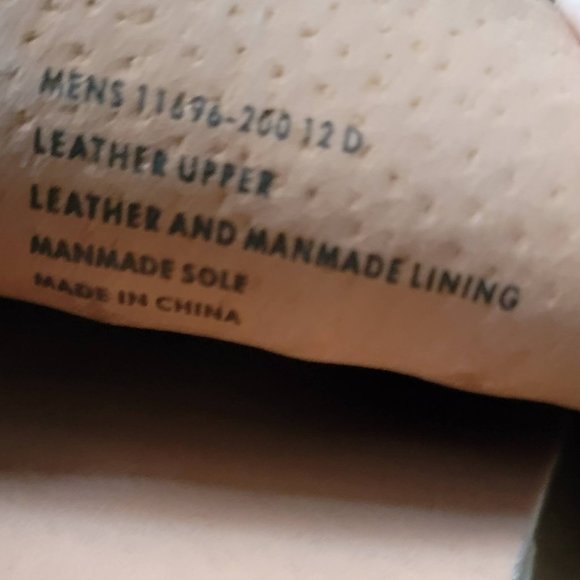 MENS 11696-200 12 D
LEATHER UPPER
LEATHER AND MANMADE LINING
MANMADE SOLE
MADE IN CHINA